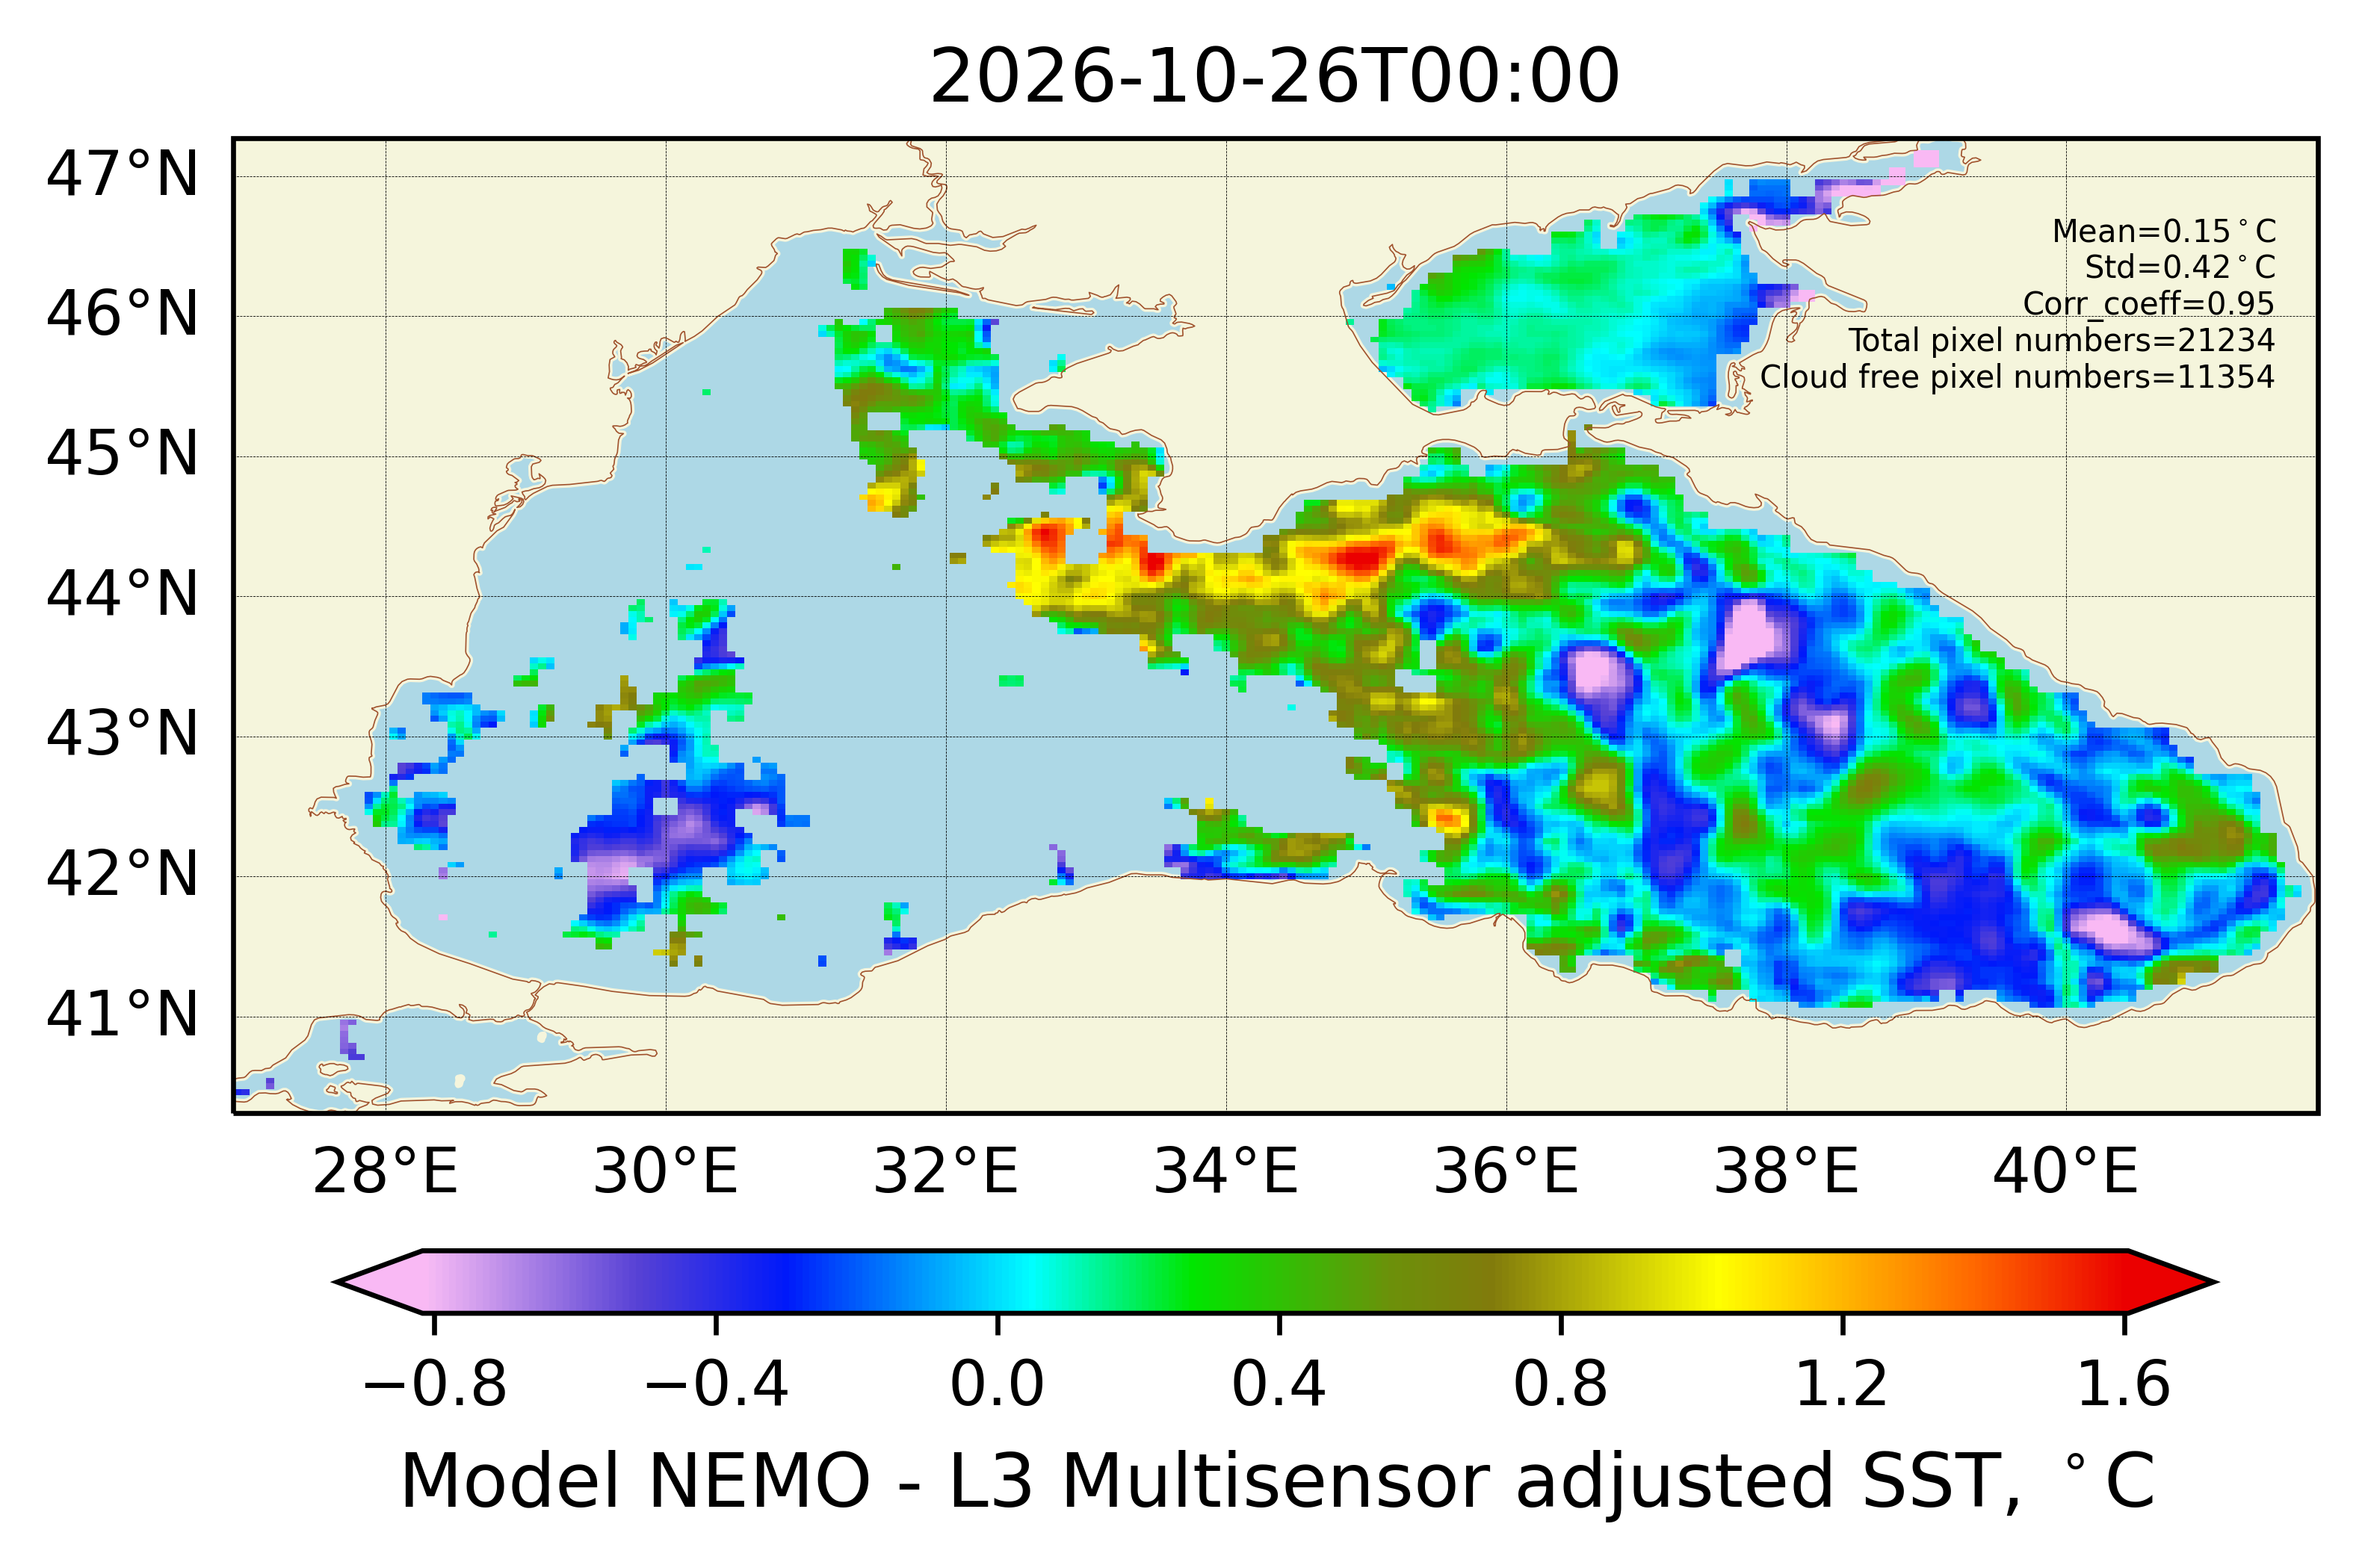 2026-10-26T00:00
47°N
46°N
45°N
44°N
43°N
42°N
41°N
Mean=0.15°C
Std=0.42°C
Corr_coeff=0.95
Total pixel numbers=21234
Cloud free pixel numbers=11354
28°E 30°E 32°E 34°E 36°E 38°E 40°E
−0.8 −0.4 0.0 0.4 0.8 1.2 1.6
Model NEMO - L3 Multisensor adjusted SST, °C